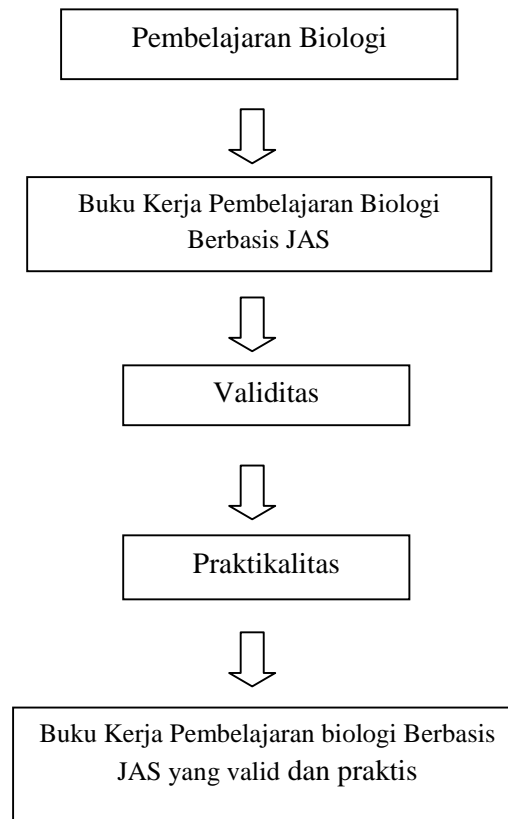 Pembelajaran Biologi
Buku Kerja Pembelajaran Biologi
Berbasis JAS
Validitas
Praktikalitas
Buku Kerja Pembelajaran biologi Berbasis
JAS yang valid dan praktis